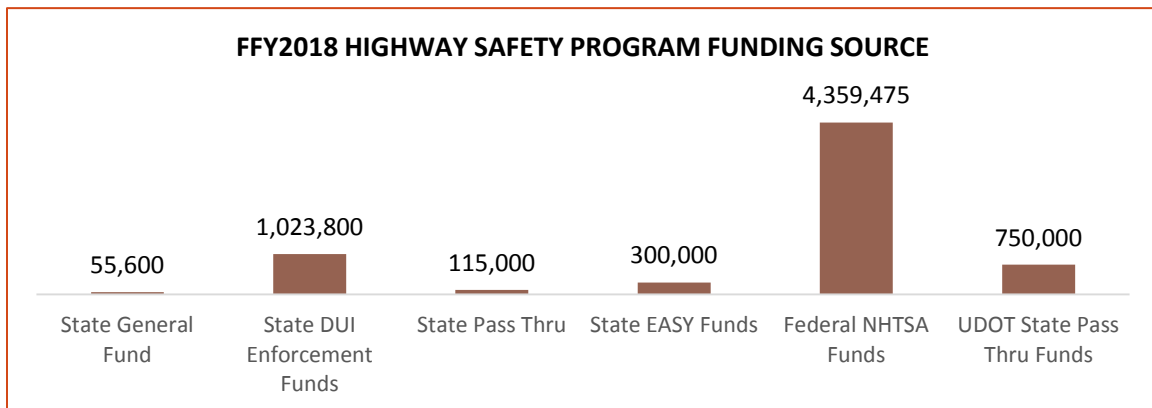 FFY2018 HIGHWAY SAFETY PROGRAM FUNDING SOURCE
55,600
1,023,800
115,000
300,000
4,359,475
750,000
State General
Fund
State DUI
Enforcement
Funds
State Pass Thru
State EASY Funds
Federal NHTSA
Funds
UDOT State Pass
Thru Funds